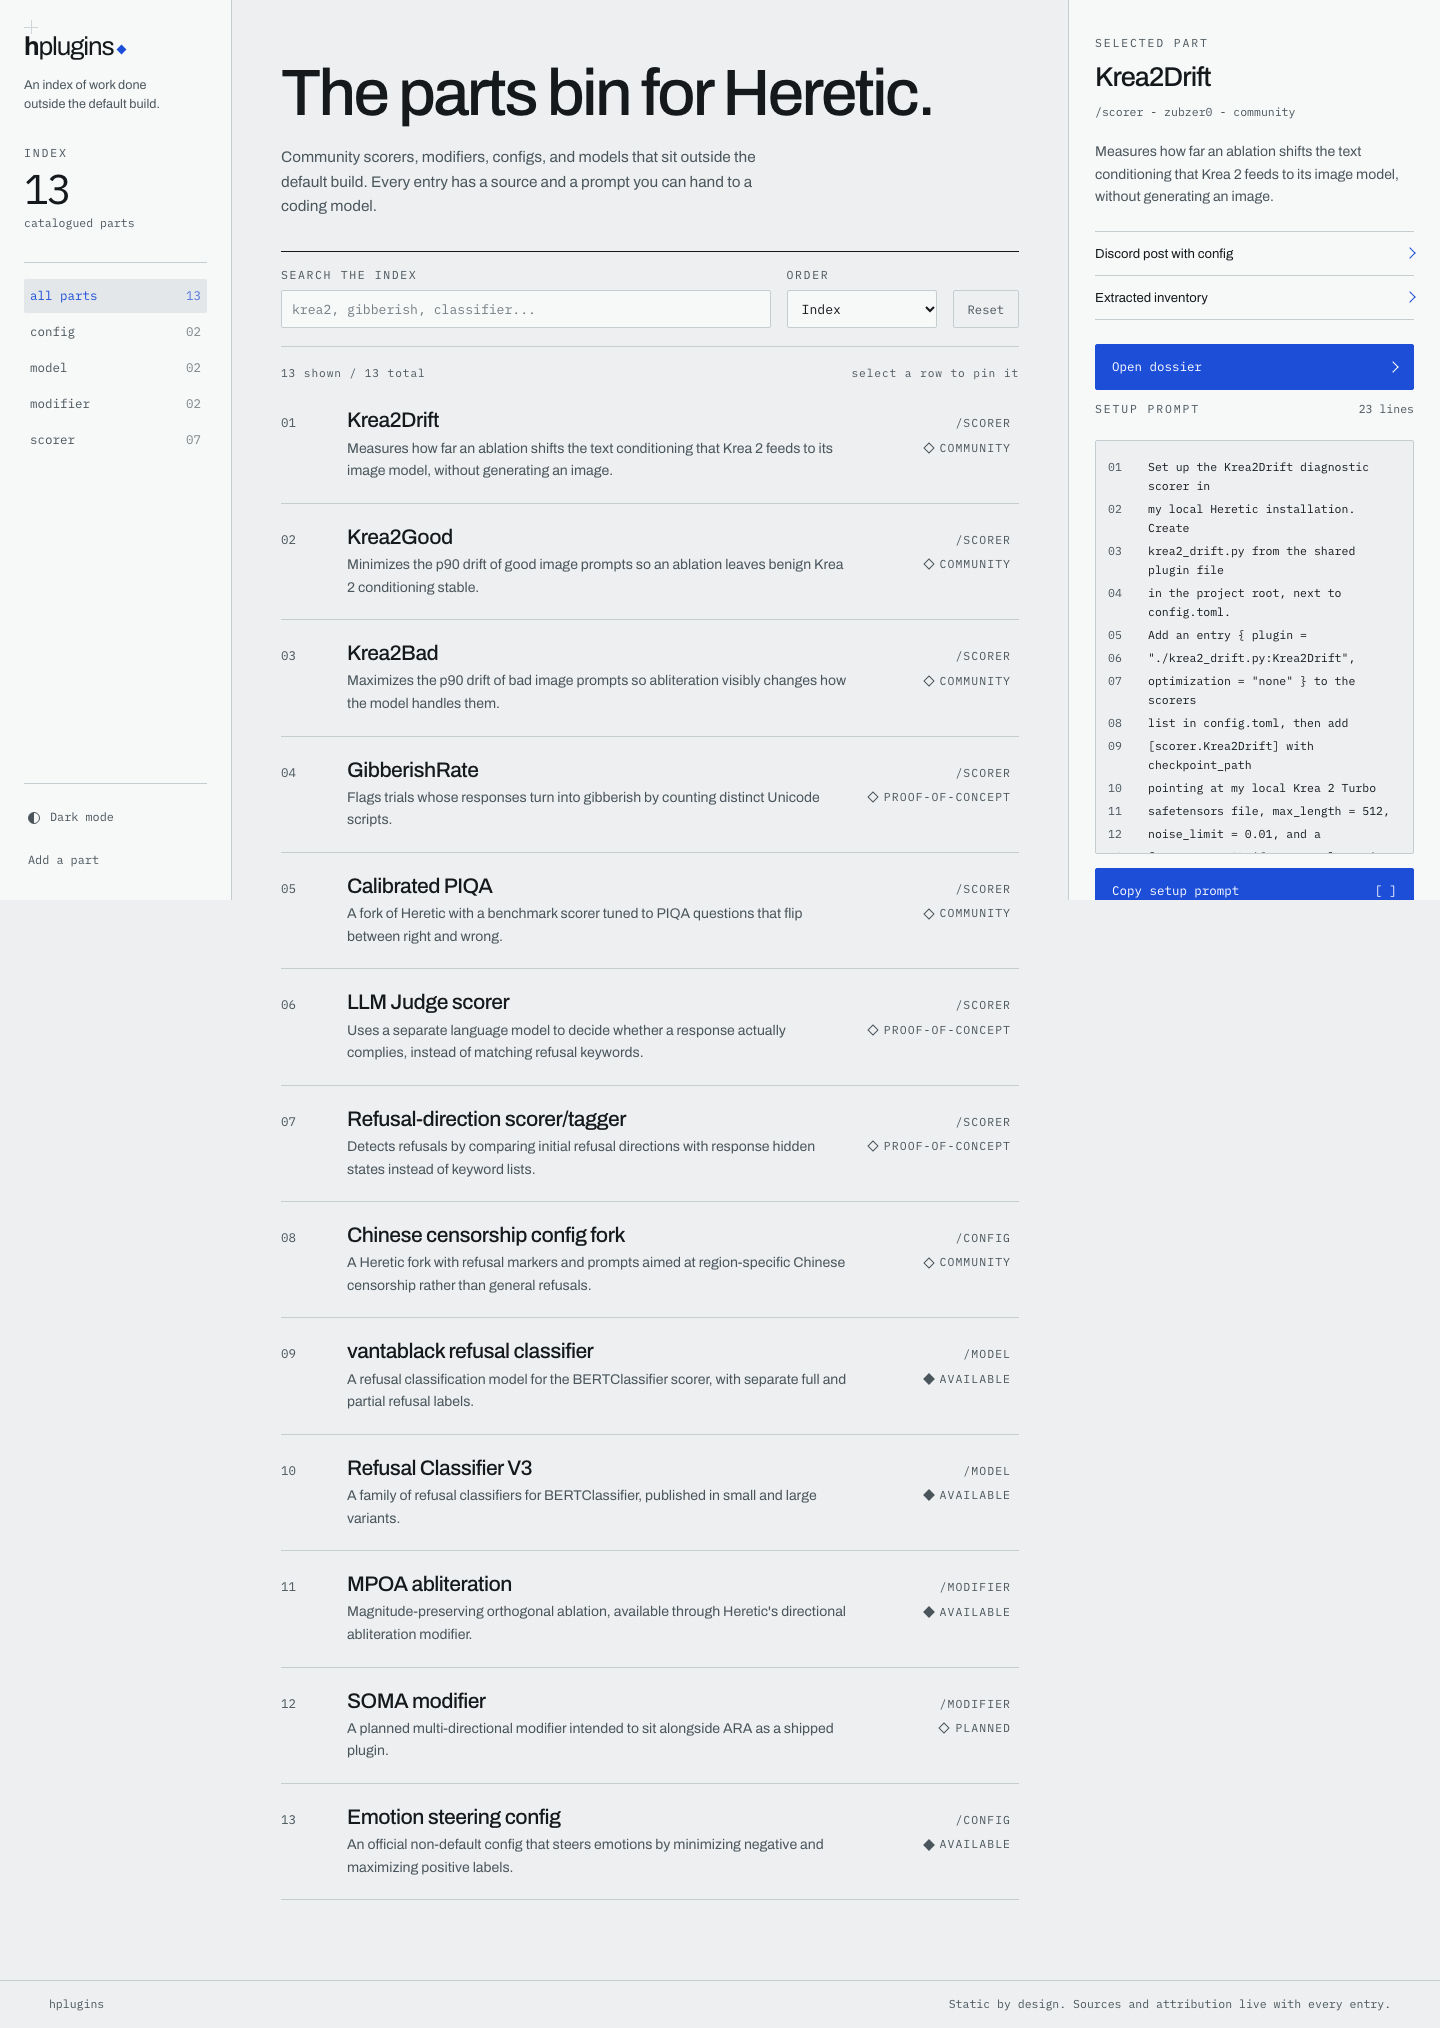 hplugins
An index of work done
outside the default build.
INDEX
13
catalogued parts
all parts 13
config 02
model 02
modifier 02
scorer 07
Dark mode
Add a part
The parts bin for Heretic.
Community scorers, modifiers, configs, and models that sit outside the
default build. Every entry has a source and a prompt you can hand to a
coding model.
SEARCH THE INDEX
krea2, gibberish, classifier...
ORDER
Index
Reset
13 shown / 13 total
select a row to pin it
01
Krea2Drift
Measures how far an ablation shifts the text conditioning that Krea 2 feeds to its
image model, without generating an image.
/SCORER
COMMUNITY
02
Krea2Good
Minimizes the p90 drift of good image prompts so an ablation leaves benign Krea
2 conditioning stable.
/SCORER
COMMUNITY
03
Krea2Bad
Maximizes the p90 drift of bad image prompts so abliteration visibly changes how
the model handles them.
/SCORER
COMMUNITY
04
GibberishRate
Flags trials whose responses turn into gibberish by counting distinct Unicode
scripts.
/SCORER
PROOF-OF-CONCEPT
05
Calibrated PIQA
A fork of Heretic with a benchmark scorer tuned to PIQA questions that flip
between right and wrong.
/SCORER
COMMUNITY
06
LLM Judge scorer
Uses a separate language model to decide whether a response actually
complies, instead of matching refusal keywords.
/SCORER
PROOF-OF-CONCEPT
07
Refusal-direction scorer/tagger
Detects refusals by comparing initial refusal directions with response hidden
states instead of keyword lists.
/SCORER
PROOF-OF-CONCEPT
08
Chinese censorship config fork
A Heretic fork with refusal markers and prompts aimed at region-specific Chinese
censorship rather than general refusals.
/CONFIG
COMMUNITY
09
vantablack refusal classifier
A refusal classification model for the BERTClassifier scorer, with separate full and
partial refusal labels.
/MODEL
AVAILABLE
10
Refusal Classifier V3
A family of refusal classifiers for BERTClassifier, published in small and large
variants.
/MODEL
AVAILABLE
11
MPOA abliteration
Magnitude-preserving orthogonal ablation, available through Heretic's directional
abliteration modifier.
/MODIFIER
AVAILABLE
12
SOMA modifier
A planned multi-directional modifier intended to sit alongside ARA as a shipped
plugin.
/MODIFIER
PLANNED
13
Emotion steering config
An official non-default config that steers emotions by minimizing negative and
maximizing positive labels.
/CONFIG
AVAILABLE
SELECTED PART
Krea2Drift
/scorer - zubzer0 - community
Measures how far an ablation shifts the text
conditioning that Krea 2 feeds to its image model,
without generating an image.
Discord post with config
Extracted inventory
Open dossier
SETUP PROMPT 23 lines
01 Set up the Krea2Drift diagnostic
scorer in
02 my local Heretic installation.
Create
03 krea2_drift.py from the shared
plugin file
04 in the project root, next to
config.toml.
05 Add an entry { plugin =
06 "./krea2_drift.py:Krea2Drift",
07 optimization = "none" } to the
scorers
08 list in config.toml, then add
09 [scorer.Krea2Drift] with
checkpoint_path
10 pointing at my local Krea 2 Turbo
11 safetensors file, max_length = 512,
12 noise_limit = 0.01, and a
Copy setup prompt [ ]
hplugins
Static by design. Sources and attribution live with every entry.